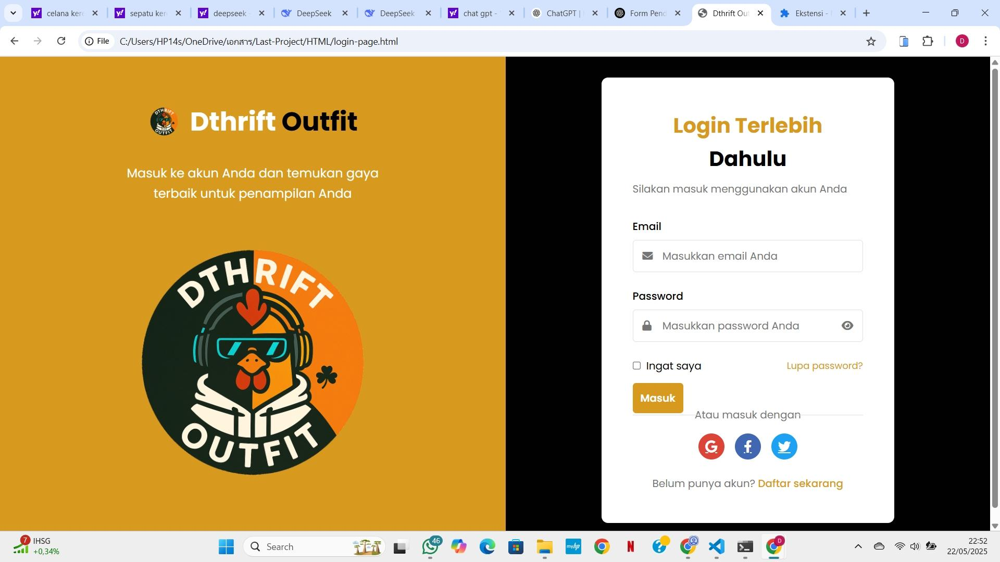 celana kere
sepatu ker
deepseek -
DeepSeek
DeepSeek
chat gpt -
ChatGPT |
Form Pend
Dthrift Out
Ekstensi -
File
C:/Users/HP14s/OneDrive/เอกสาร/Last-Project/HTML/login-page.html
D
DTHRIFT
OUTFIT
Dthrift Outfit
Masuk ke akun Anda dan temukan gaya
terbaik untuk penampilan Anda
DTHRIFT
OUTFIT
Login Terlebih
Dahulu
Silakan masuk menggunakan akun Anda
Email
Masukkan email Anda
Password
Masukkan password Anda
Ingat saya
Lupa password?
Masuk
Atau masuk dengan
Belum punya akun? Daftar sekarang
7
IHSG
+0,34%
Search
46
myhp
D
22:52
22/05/2025